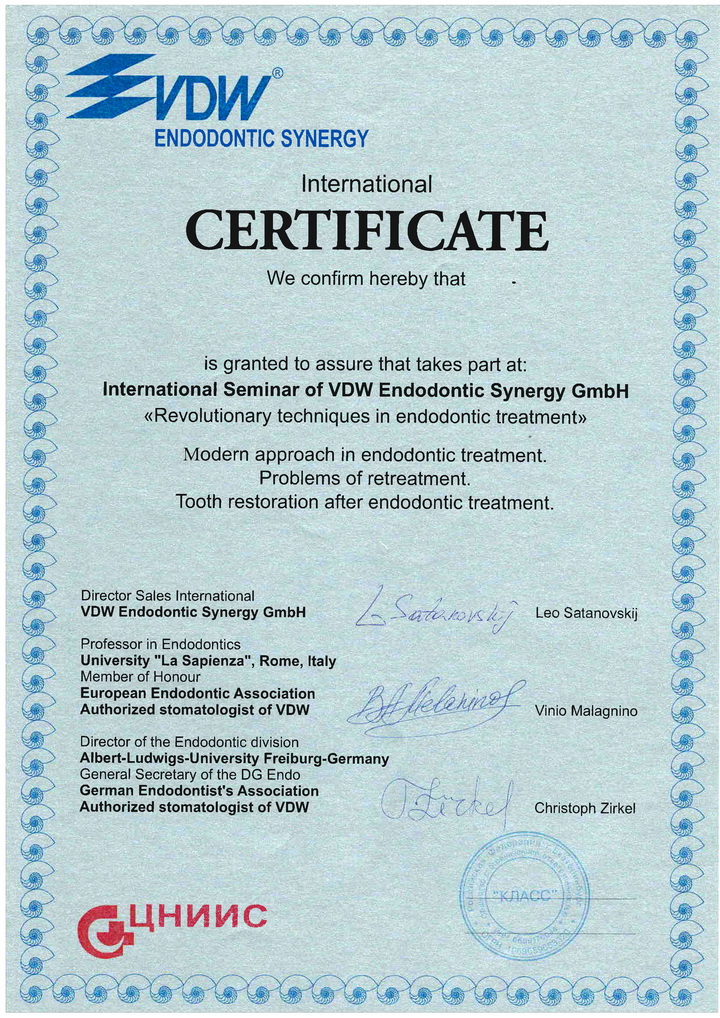 VDW®
ENDODONTIC SYNERGY
International
CERTIFICATE
We confirm hereby that
is granted to assure that takes part at:
International Seminar of VDW Endodontic Synergy GmbH
«Revolutionary techniques in endodontic treatment»
Modern approach in endodontic treatment.
Problems of retreatment.
Tooth restoration after endodontic treatment.
Director Sales International
VDW Endodontic Synergy GmbH
L Satanovskij
Leo Satanovskij
Professor in Endodontics
University "La Sapienza", Rome, Italy
Member of Honour
European Endodontic Association
Authorized stomatologist of VDW
Vinio Malagnino
Director of the Endodontic division
Albert-Ludwigs-University Freiburg-Germany
General Secretary of the DG Endo
German Endodontist's Association
Authorized stomatologist of VDW
Zirkel
Christoph Zirkel
"КЛАСС"
ЦНИИС